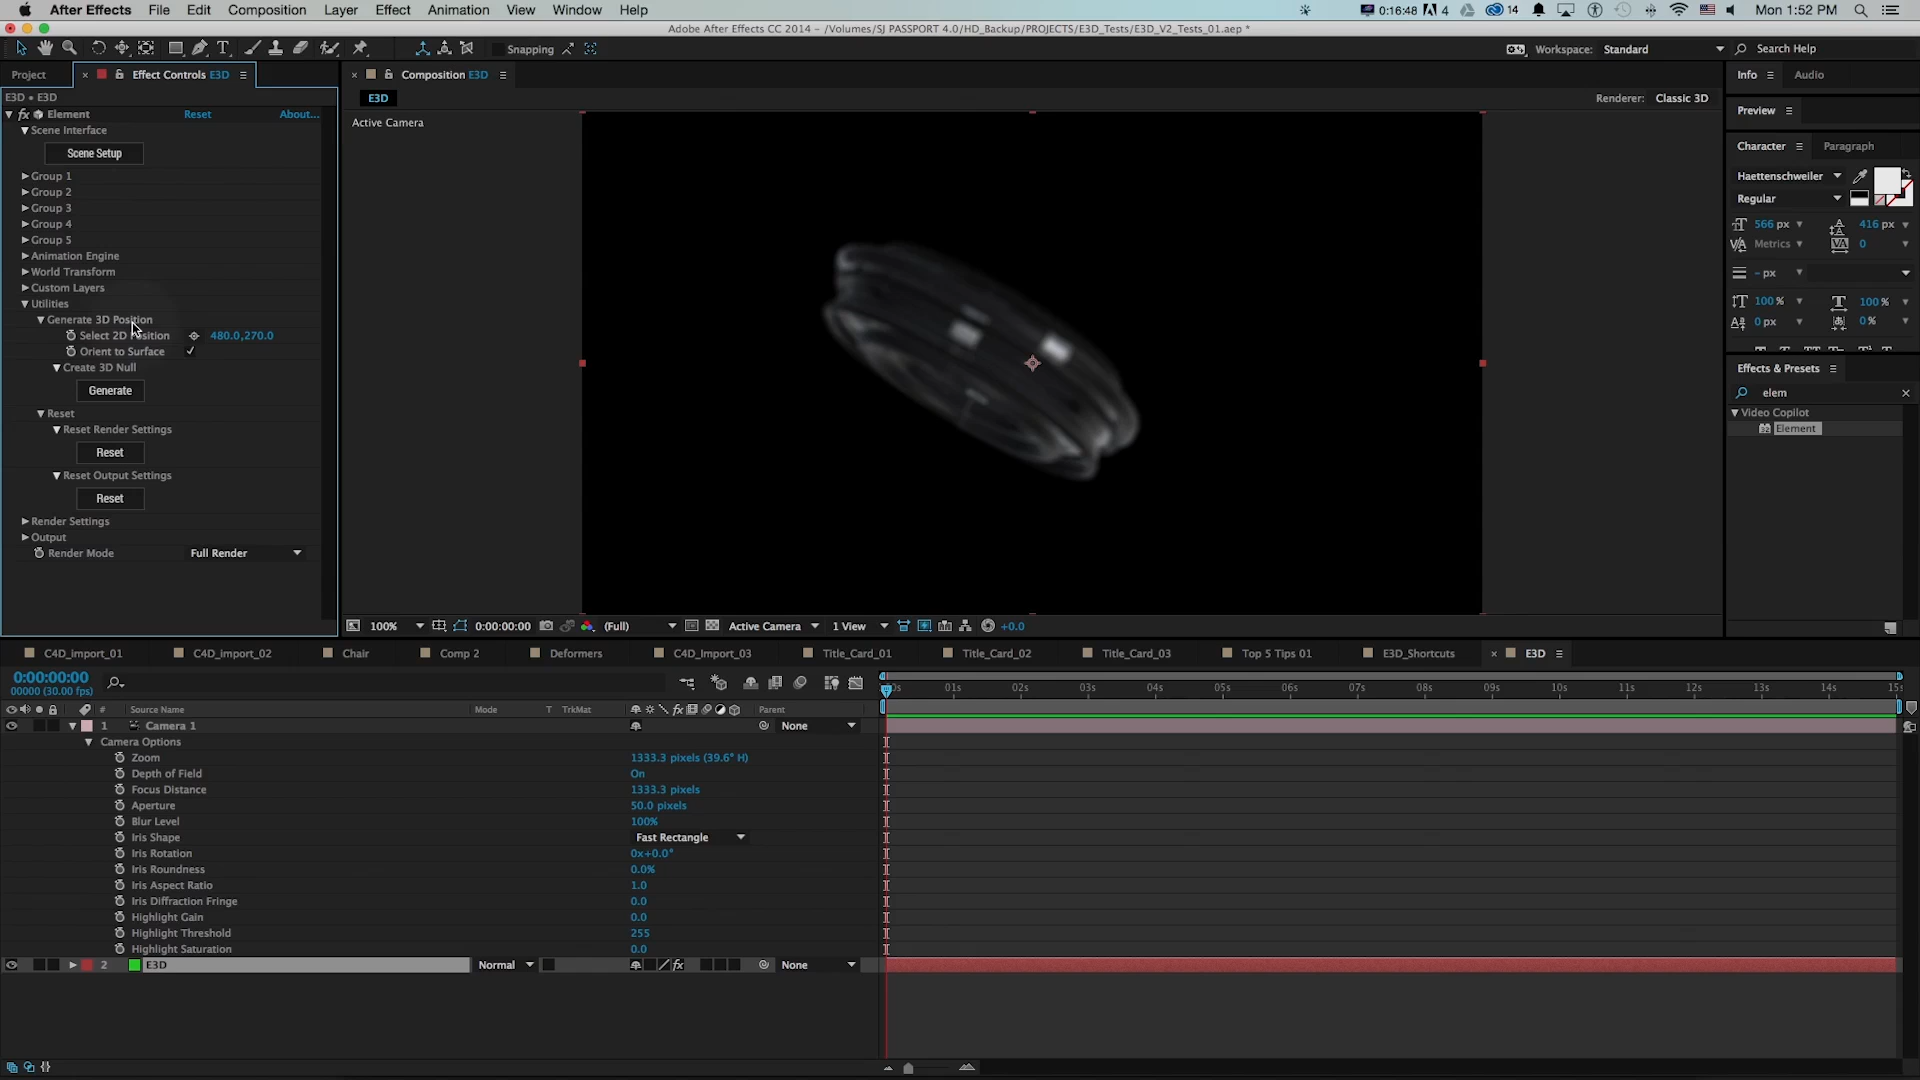 After Effects File Edit Composition Layer Effect Animation View Window Help 0:16:48 4 14 Mon 1:52 PM
Adobe After Effects CC 2014 - /Volumes/SJ PASSPORT 4.0/HD_Backup/PROJECTS/E3D_Tests/E3D_V2_Tests_01.aep *
Snapping Workspace: Standard Search Help
Project Effect Controls E3D Composition E3D Info Audio
E3D • E3D E3D Renderer: Classic 3D
Element Reset About... Active Camera Preview
Scene Interface
Scene Setup Character Paragraph
Group 1 Haettenschweiler
Group 2 Regular
Group 3
Group 4 566 px 416 px
Group 5 Metrics 0
Animation Engine
World Transform - px
Custom Layers
Utilities 100% 100%
Generate 3D Position 0 px 0%
Select 2D Position 480.0,270.0
Orient to Surface
Create 3D Null Effects & Presets
Generate elem
Reset Video Copilot
Reset Render Settings Element
Reset
Reset Output Settings
Reset
Render Settings
Output
Render Mode Full Render
100% 0:00:00:00 (Full) Active Camera 1 View +0.0
C4D_import_01 C4D_import_02 Chair Comp 2 Deformers C4D_Import_03 Title_Card_01 Title_Card_02 Title_Card_03 Top 5 Tips 01 E3D_Shortcuts E3D
0:00:00:00
00000 (30.00 fps) 01s 02s 03s 04s 05s 06s 07s 08s 09s 10s 11s 12s 13s 14s 15s
# Source Name Mode T TrkMat Parent
1 Camera 1 None
Camera Options
Zoom 1333.3 pixels (39.6° H)
Depth of Field On
Focus Distance 1333.3 pixels
Aperture 50.0 pixels
Blur Level 100%
Iris Shape Fast Rectangle
Iris Rotation 0x+0.0°
Iris Roundness 0.0%
Iris Aspect Ratio 1.0
Iris Diffraction Fringe 0.0
Highlight Gain 0.0
Highlight Threshold 255
Highlight Saturation 0.0
2 E3D Normal None